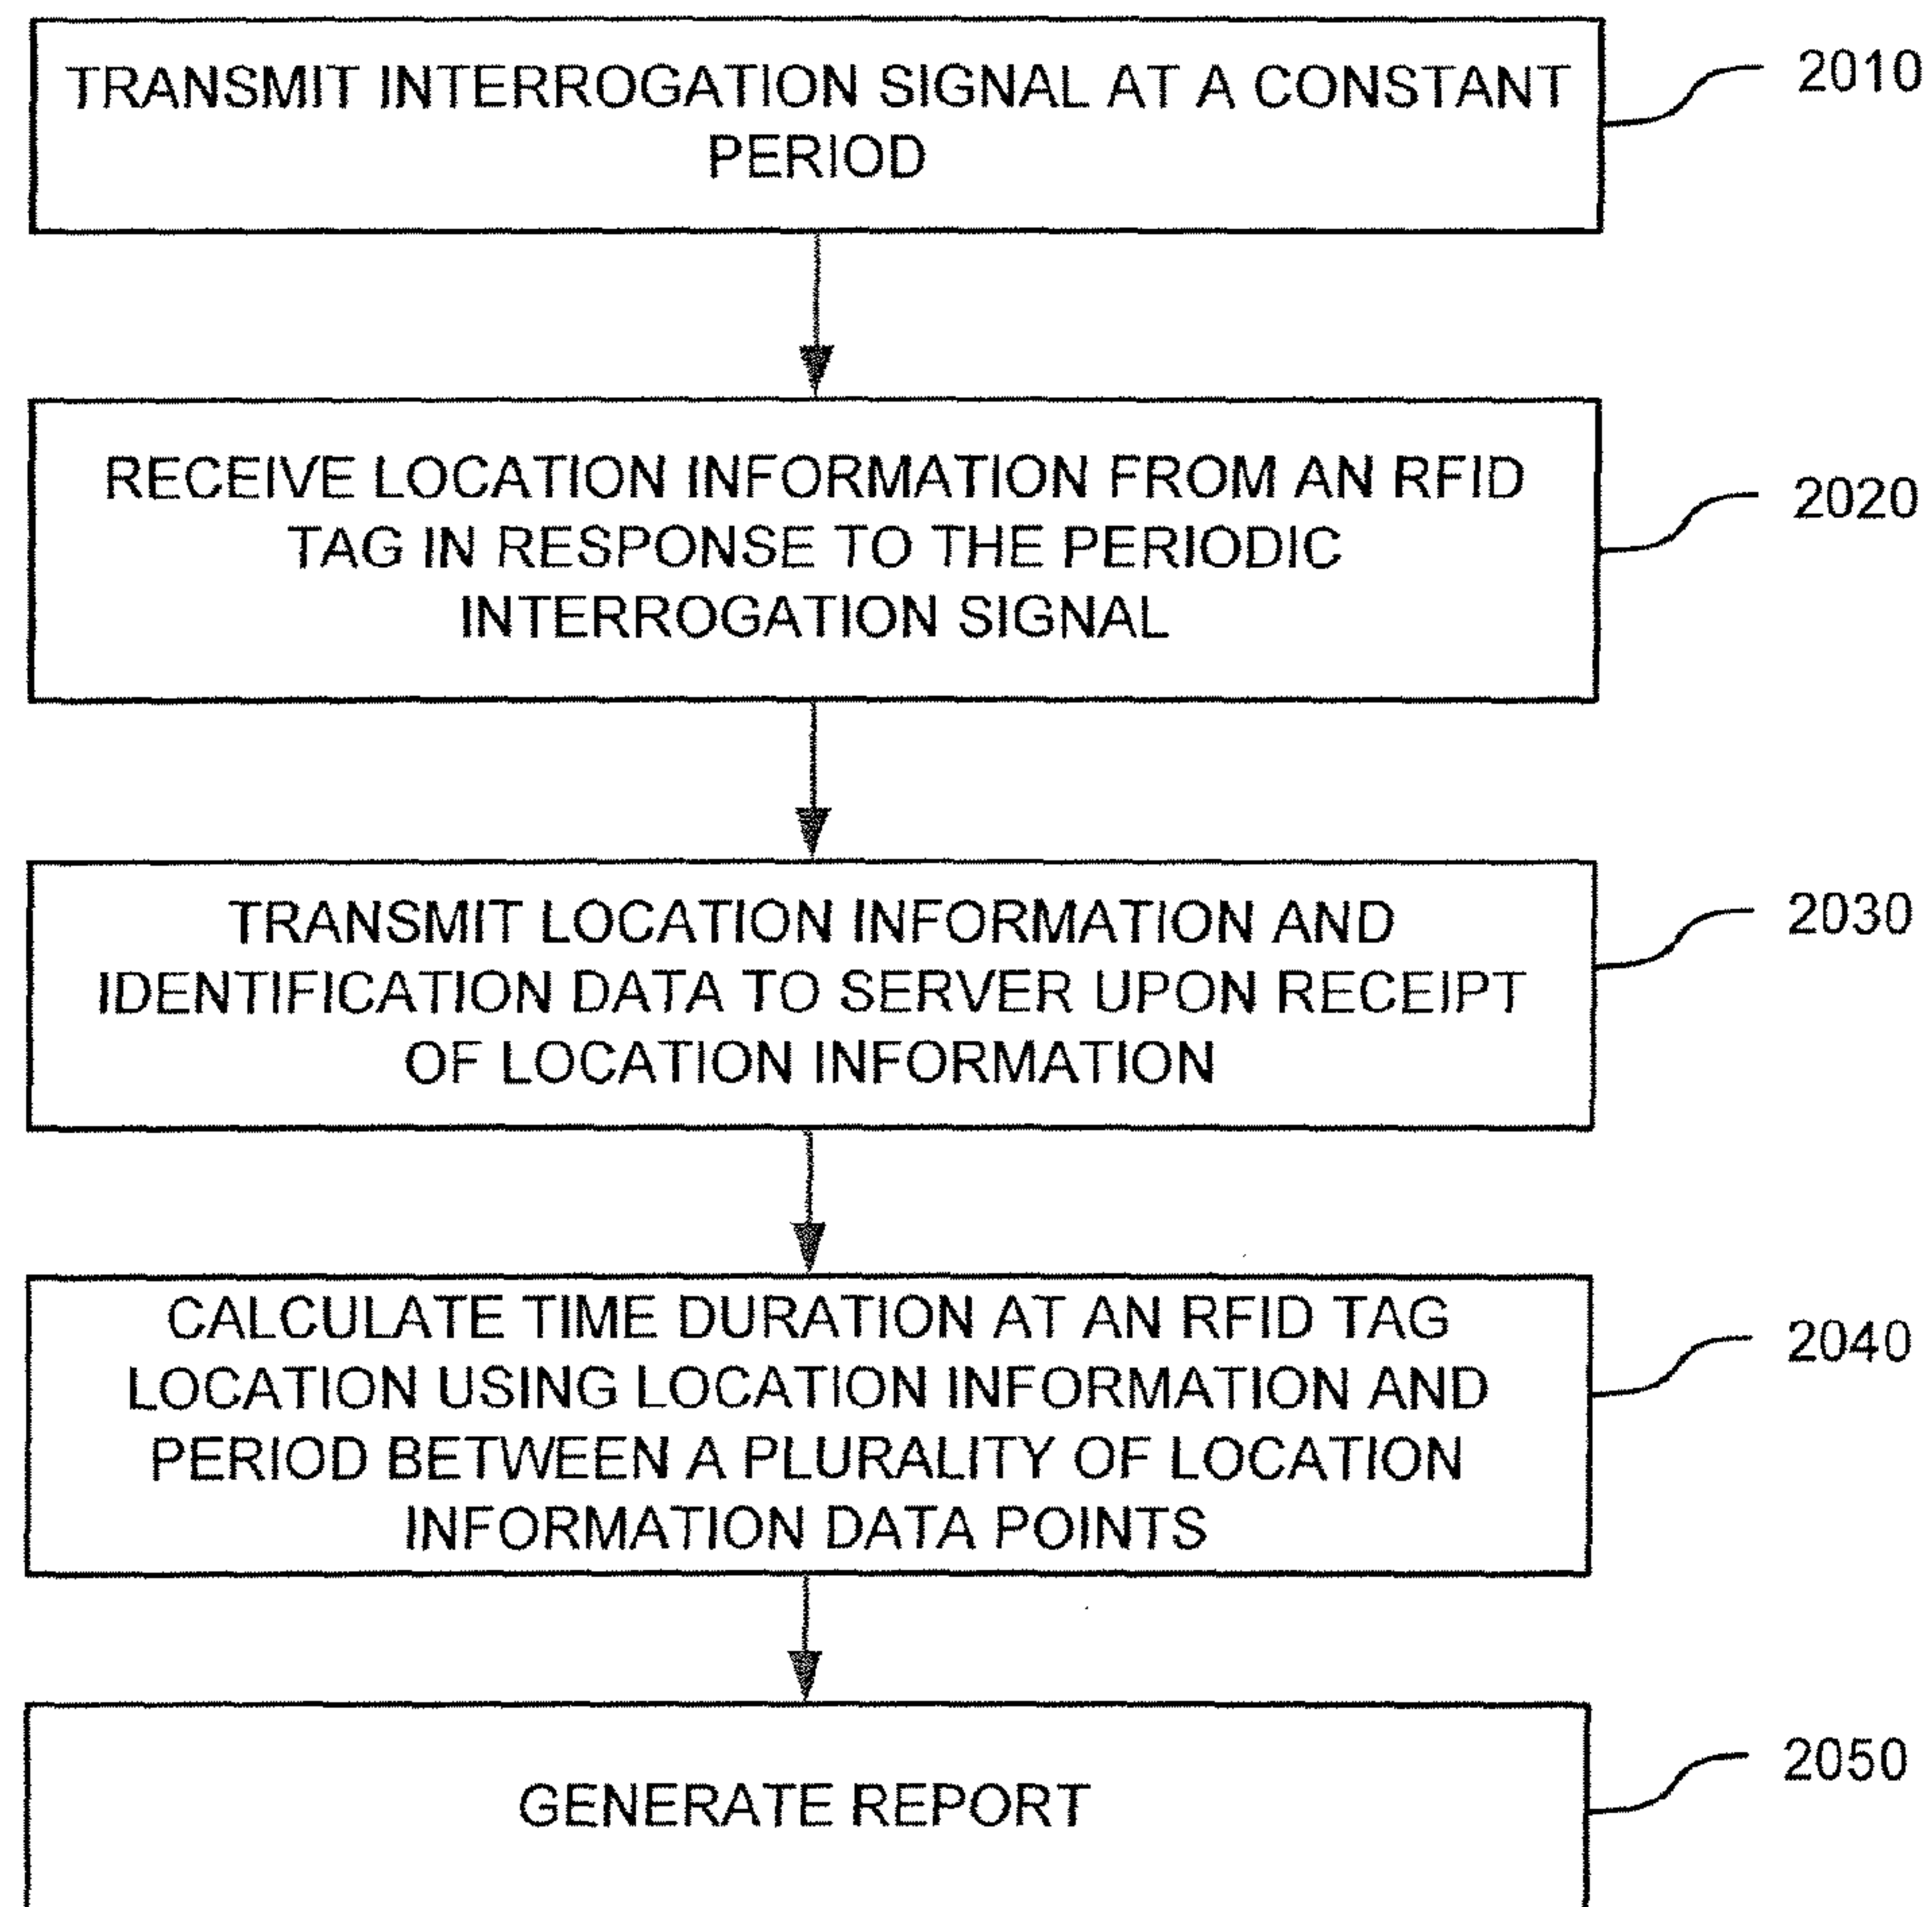 TRANSMIT INTERROGATION SIGNAL AT A CONSTANT
PERIOD
2010
RECEIVE LOCATION INFORMATION FROM AN RFID
TAG IN RESPONSE TO THE PERIODIC
INTERROGATION SIGNAL
2020
TRANSMIT LOCATION INFORMATION AND
IDENTIFICATION DATA TO SERVER UPON RECEIPT
OF LOCATION INFORMATION
2030
CALCULATE TIME DURATION AT AN RFID TAG
LOCATION USING LOCATION INFORMATION AND
PERIOD BETWEEN A PLURALITY OF LOCATION
INFORMATION DATA POINTS
2040
GENERATE REPORT
2050